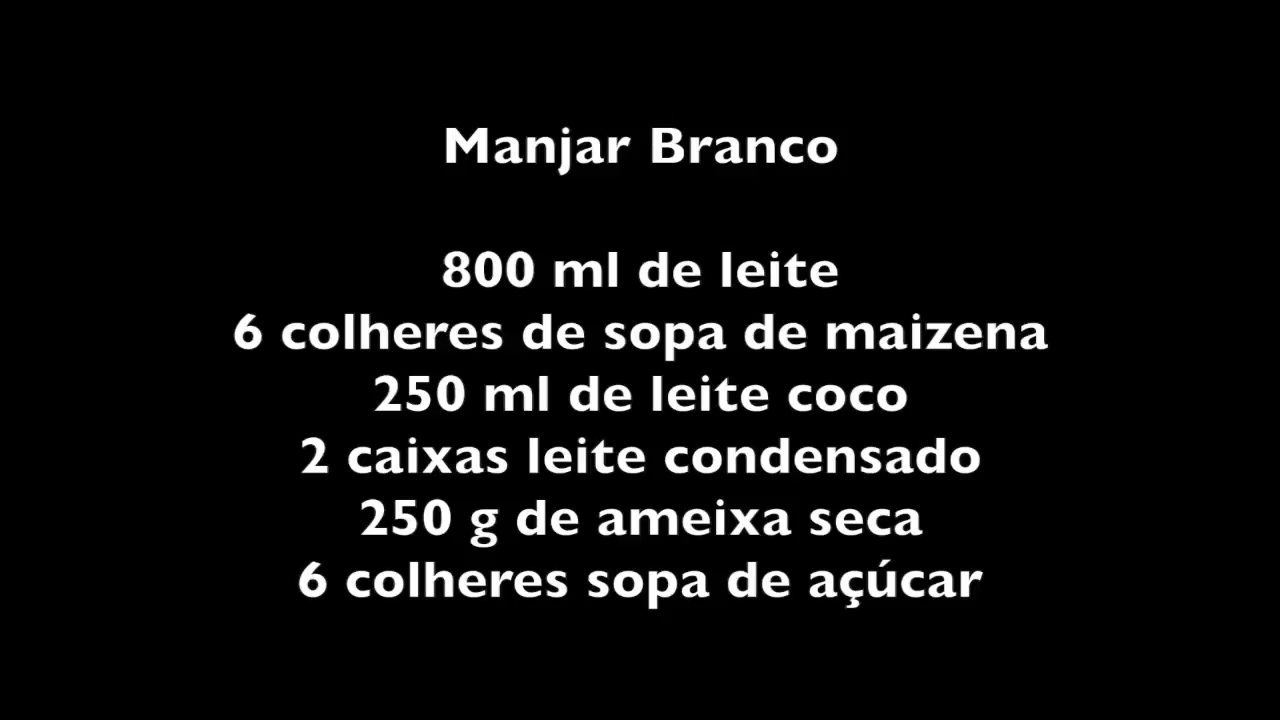 Manjar Branco
800 ml de leite
6 colheres de sopa de maizena
250 ml de leite coco
2 caixas leite condensado
250 g de ameixa seca
6 colheres sopa de açúcar